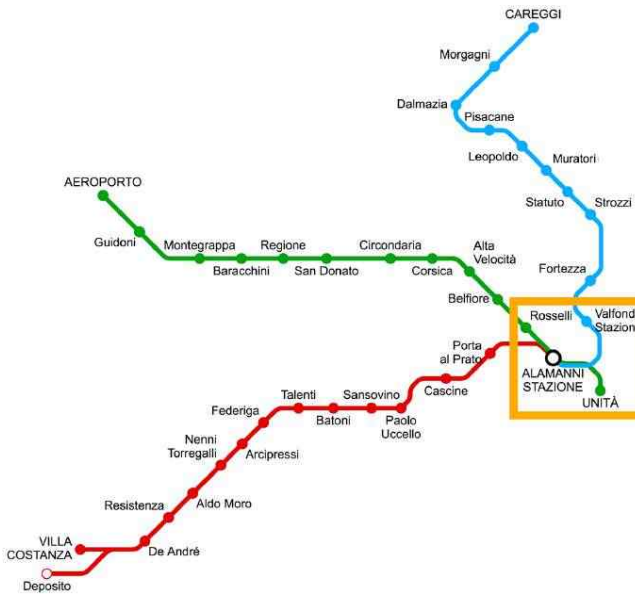 CAREGGI
Morgagni
Dalmazia
Pisacane
Leopoldo
Muratori
Statuto
Strozzi
Fortezza
Valfond
Stazion
AEROPORTO
Guidoni
Montegrappa
Baracchini
Regione
San Donato
Circondaria
Corsica
Alta
Velocità
Belfiore
Rosselli
ALAMANNI
STAZIONE
UNITÀ
Porta
al Prato
Cascine
Paolo
Uccello
Sansovino
Batoni
Talenti
Federiga
Arcipressi
Nenni
Torregalli
Aldo Moro
Resistenza
De André
VILLA
COSTANZA
Deposito